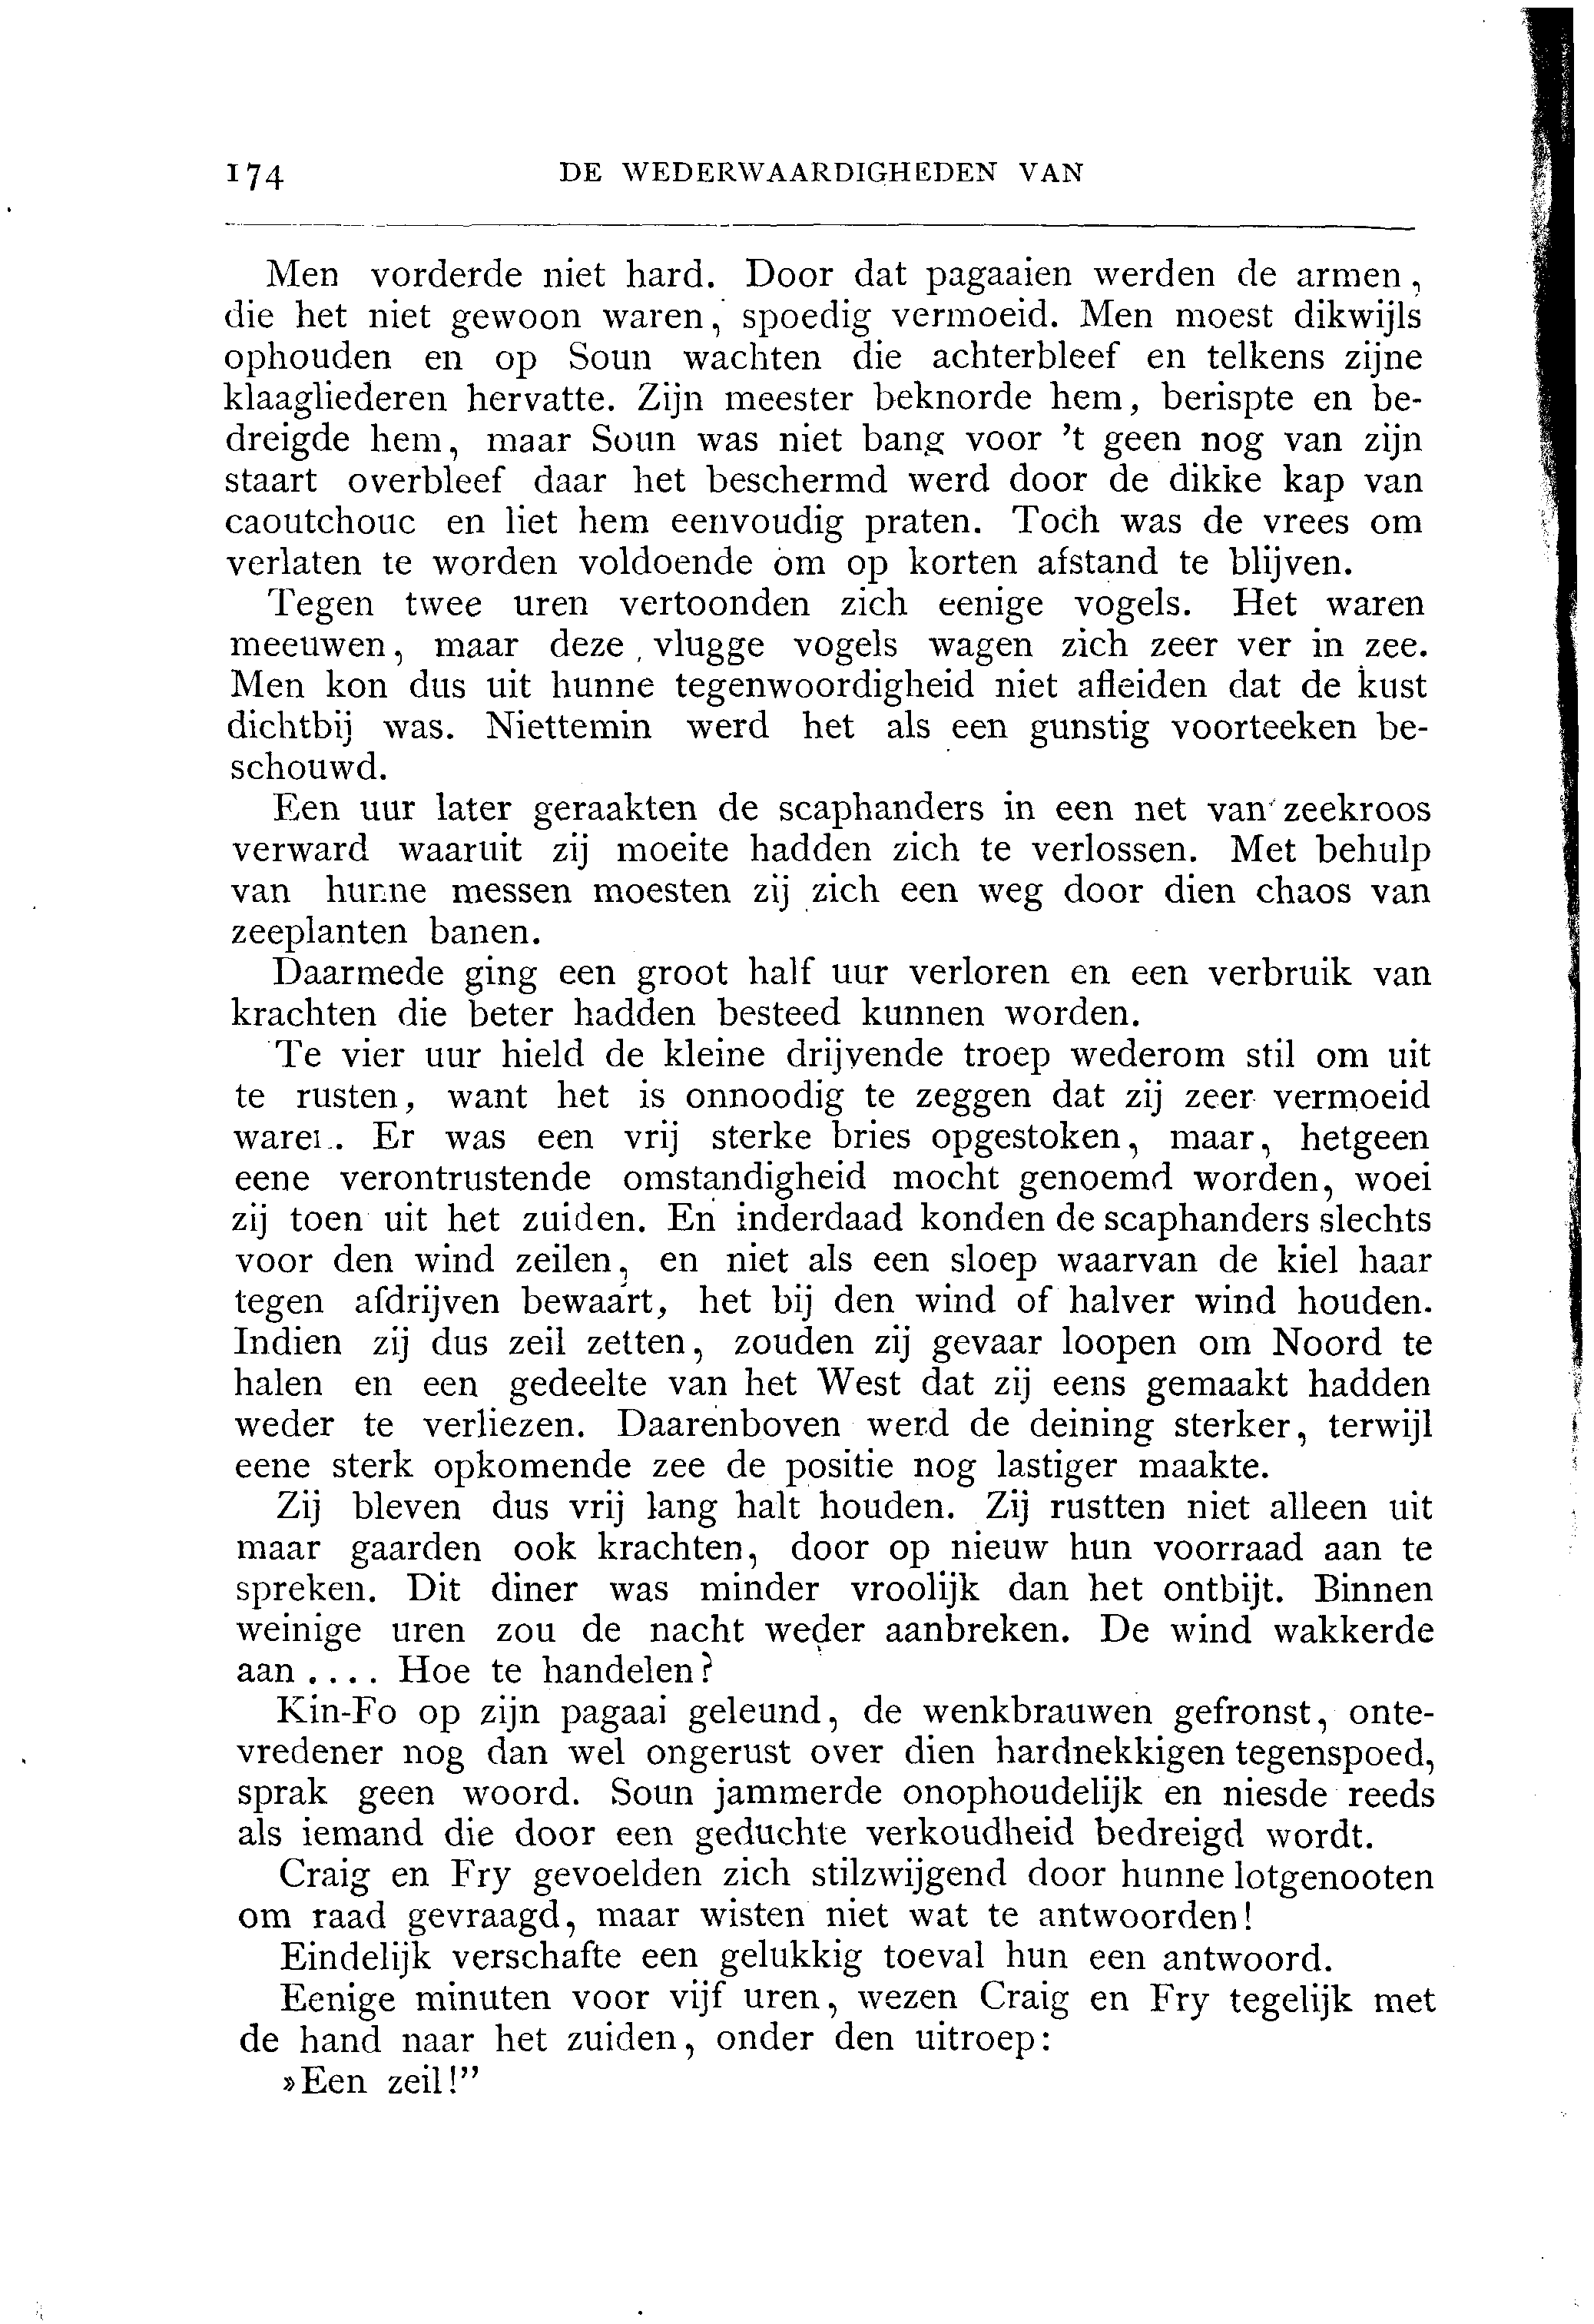 174 DE WEDERWAARDIGHEDEN VAN
Men vorderde niet hard. Door dat pagaaien werden de armen,
die het niet gewoon waren, spoedig vermoeid. Men moest dikwijls
ophouden en op Soun wachten die achterbleef en telkens zijne
klaagliederen hervatte. Zijn meester beknorde hem, berispte en be-
dreigde hem, maar Soun was niet bang voor 't geen nog van zijn
staart overbleef daar het beschermd werd door de dikke kap van
caoutchouc en liet hem eenvoudig praten. Toch was de vrees om
verlaten te worden voldoende om op korten afstand te blijven.
Tegen twee uren vertoonden zich eenige vogels. Het waren
meeuwen, maar deze vlugge vogels wagen zich zeer ver in zee.
Men kon dus uit hunne tegenwoordigheid niet afleiden dat de kust
dichtbij was. Niettemin werd het als een gunstig voorteeken be-
schouwd.
Een uur later geraakten de scaphanders in een net van zeekroos
verward waaruit zij moeite hadden zich te verlossen. Met behulp
van hunne messen moesten zij zich een weg door dien chaos van
zeeplanten banen.
Daarmede ging een groot half uur verloren en een verbruik van
krachten die beter hadden besteed kunnen worden.
Te vier uur hield de kleine drijvende troep wederom stil om uit
te rusten, want het is onnoodig te zeggen dat zij zeer vermoeid
waren. Er was een vrij sterke bries opgestoken, maar, hetgeen
eene verontrustende omstandigheid mocht genoemd worden, woei
zij toen uit het zuiden. En inderdaad konden de scaphanders slechts
voor den wind zeilen, en niet als een sloep waarvan de kiel haar
tegen afdrijven bewaart, het bij den wind of halver wind houden.
Indien zij dus zeil zetten, zouden zij gevaar loopen om Noord te
halen en een gedeelte van het West dat zij eens gemaakt hadden
weder te verliezen. Daarenboven werd de deining sterker, terwijl
eene sterk opkomende zee de positie nog lastiger maakte.
Zij bleven dus vrij lang halt houden. Zij rustten niet alleen uit
maar gaarden ook krachten, door op nieuw hun voorraad aan te
spreken. Dit diner was minder vroolijk dan het ontbijt. Binnen
weinige uren zou de nacht weder aanbreken. De wind wakkerde
aan .... Hoe te handelen?
Kin-Fo op zijn pagaai geleund, de wenkbrauwen gefronst, onte-
vredener nog dan wel ongerust over dien hardnekkigen tegenspoed,
sprak geen woord. Soun jammerde onophoudelijk en niesde reeds
als iemand die door een geduchte verkoudheid bedreigd wordt.
Craig en Fry gevoelden zich stilzwijgend door hunne lotgenooten
om raad gevraagd, maar wisten niet wat te antwoorden!
Eindelijk verschafte een gelukkig toeval hun een antwoord.
Eenige minuten voor vijf uren, wezen Craig en Fry tegelijk met
de hand naar het zuiden, onder den uitroep:
»Een zeil!”